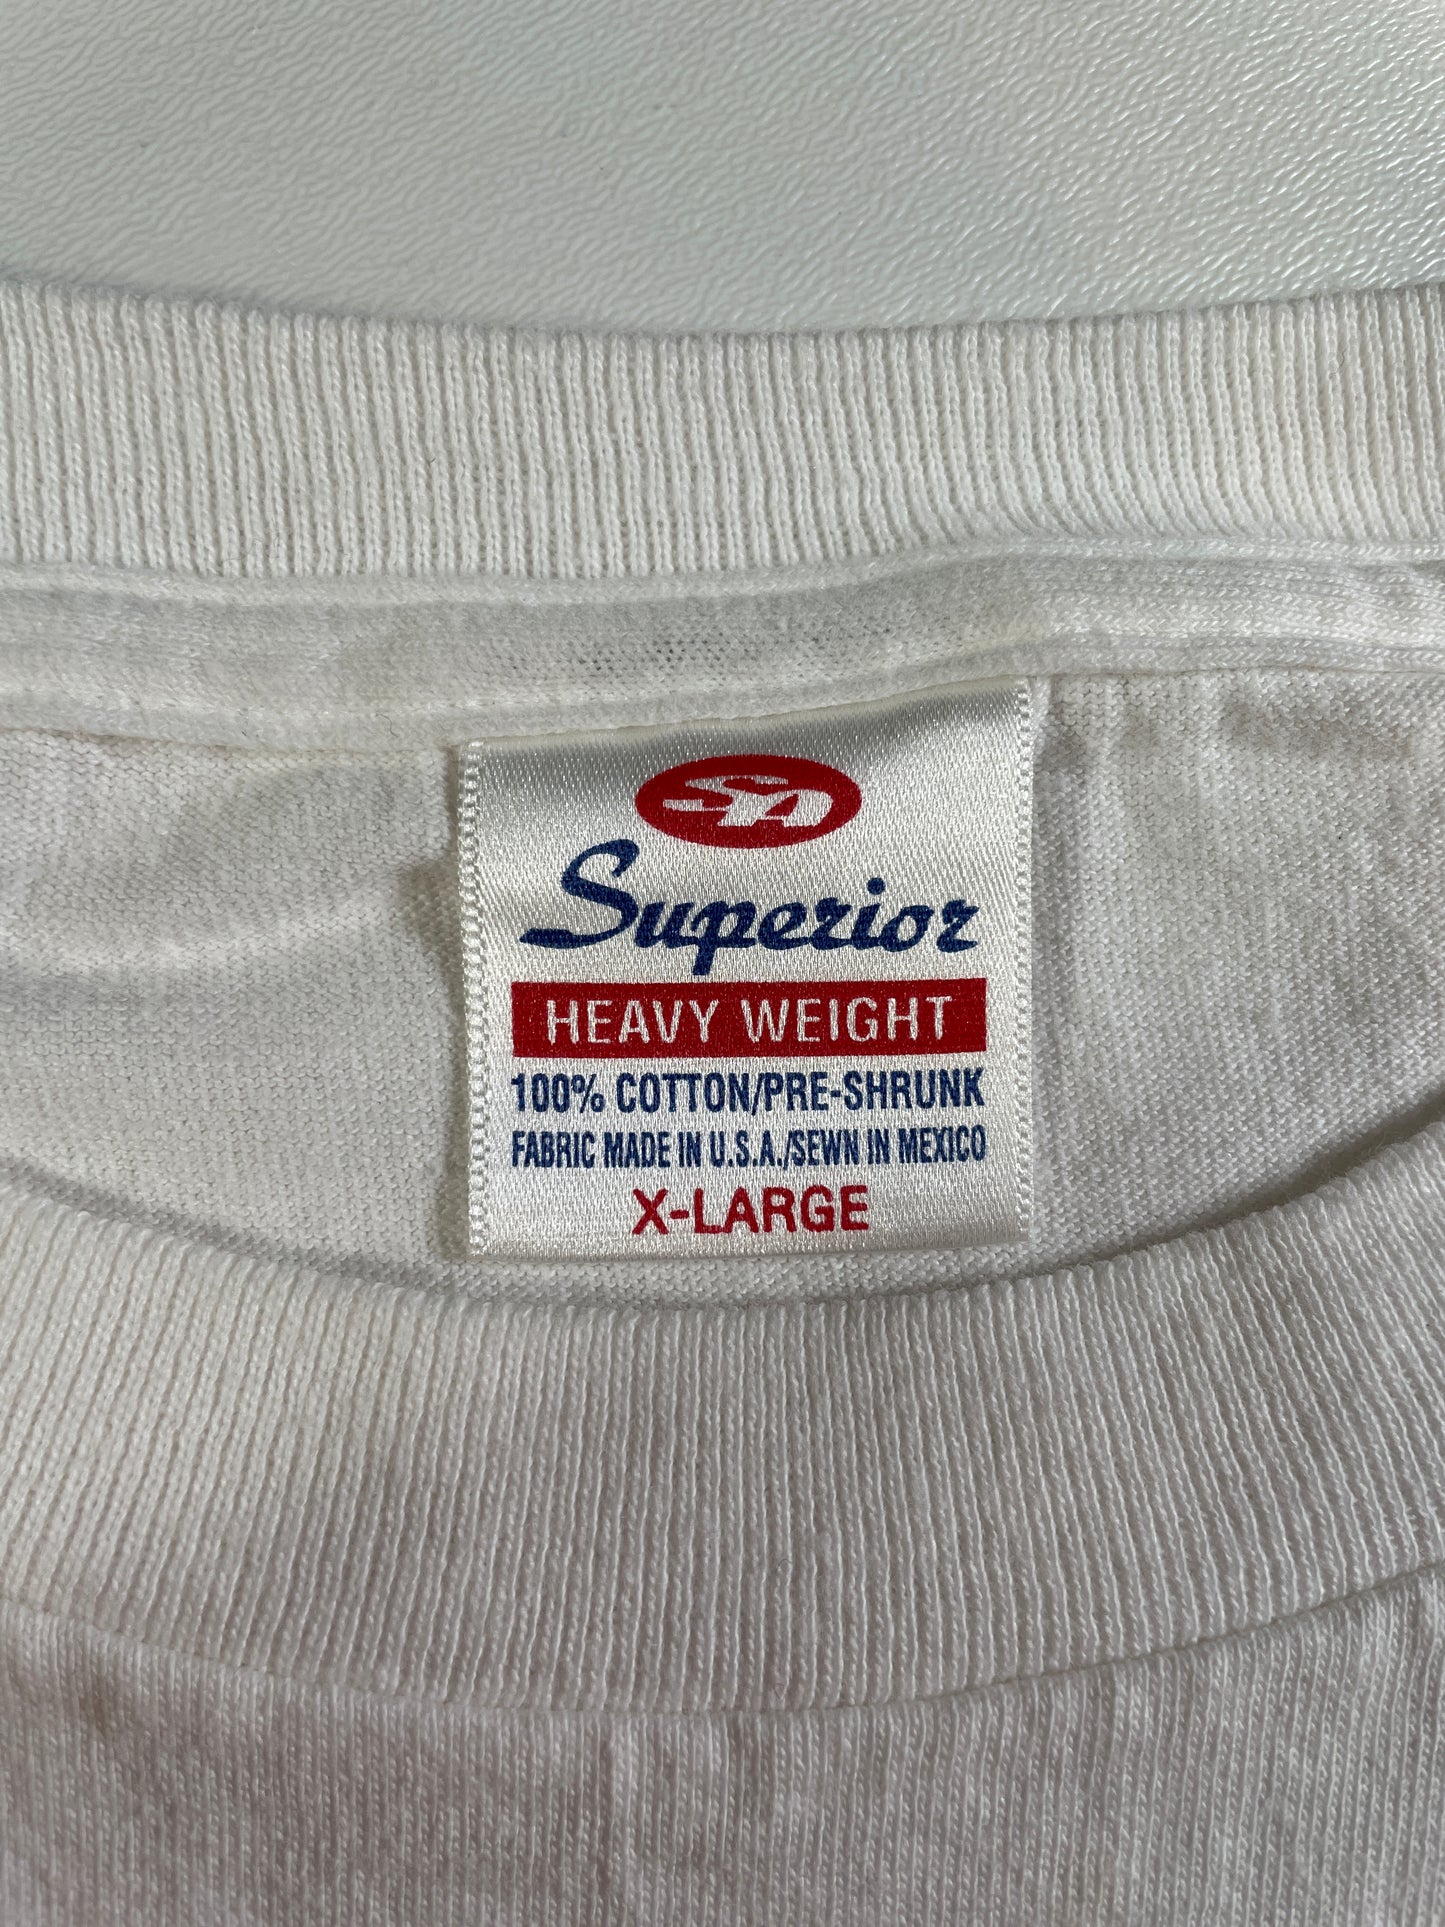 SA
Superior
HEAVY WEIGHT
100% COTTON/PRE-SHRUNK
FABRIC MADE IN U.S.A./SEWN IN MEXICO
X-LARGE